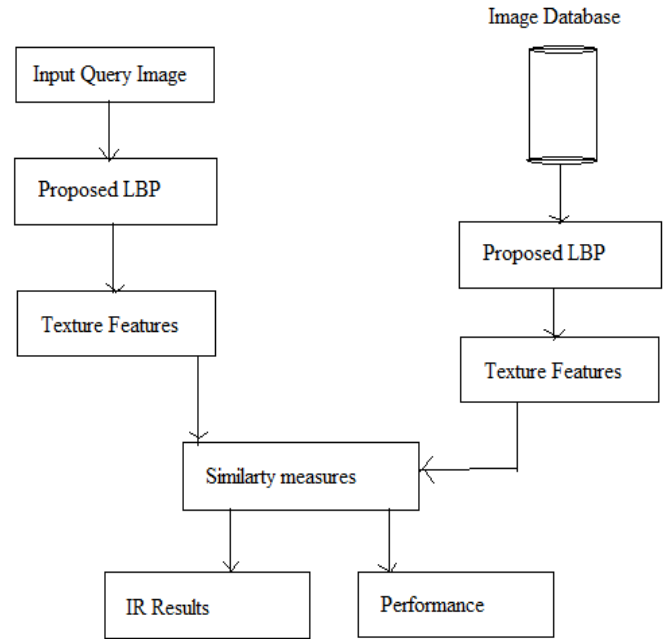 Image Database
Input Query Image
Proposed LBP
Proposed LBP
Texture Features
Texture Features
Similarty measures
IR Results
Performance